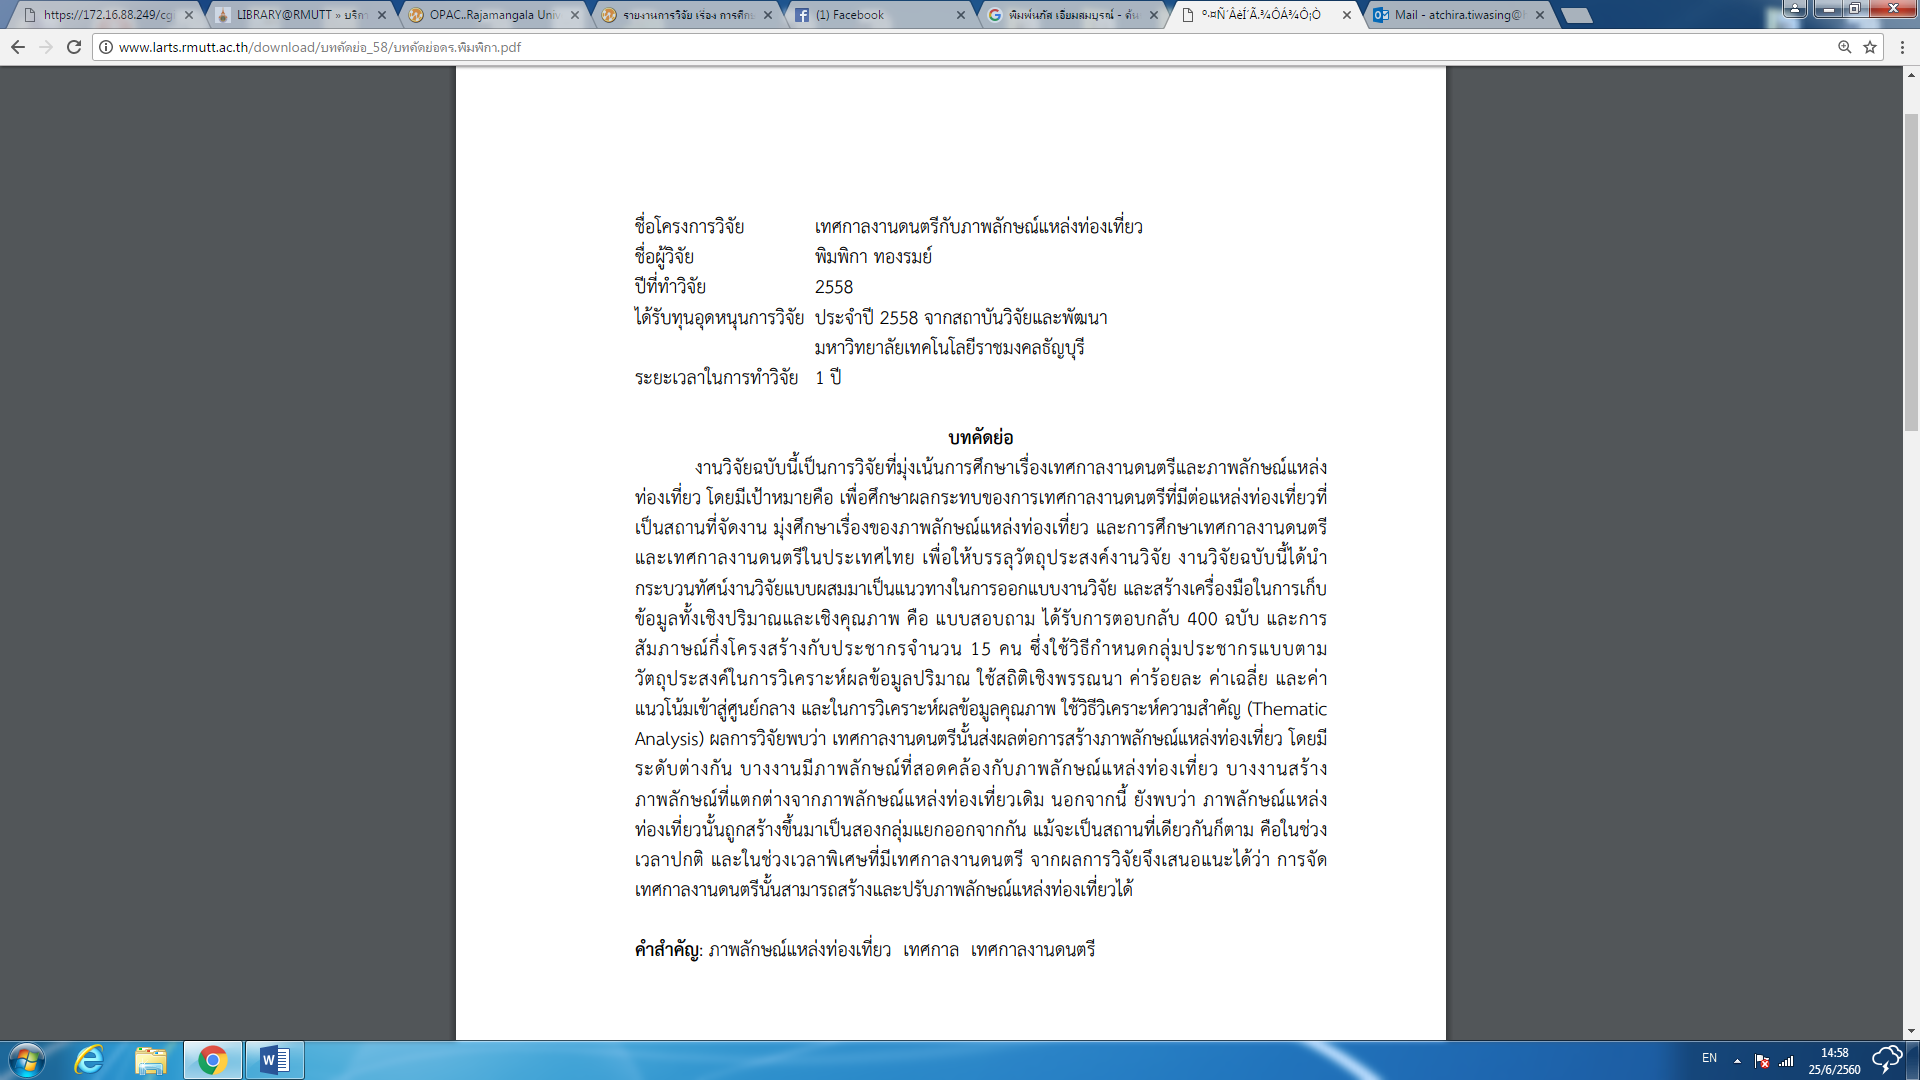 https://172.16.88.249/cg
LIBRARY@RMUTT » บริกา
OPAC..Rajamangala Univ
รายงานการวิจัย เรื่อง การศึก
(1) Facebook
พิมพ์นภัส เอี่ยมสมบูรณ์ - ค้น
Mail - atchira.tiwasing@
www.larts.rmutt.ac.th/download/บทคัดย่อ_58/บทคัดย่อดร.พิมพิกา.pdf
ชื่อโครงการวิจัย เทศกาลงานดนตรีกับภาพลักษณ์แหล่งท่องเที่ยว
ชื่อผู้วิจัย พิมพิกา ทองรมย์
ปีที่ทำวิจัย 2558
ได้รับทุนอุดหนุนการวิจัย ประจำปี 2558 จากสถาบันวิจัยและพัฒนา
มหาวิทยาลัยเทคโนโลยีราชมงคลธัญบุรี
ระยะเวลาในการทำวิจัย 1 ปี
บทคัดย่อ
งานวิจัยฉบับนี้เป็นการวิจัยที่มุ่งเน้นการศึกษาเรื่องเทศกาลงานดนตรีและภาพลักษณ์แหล่ง
ท่องเที่ยว โดยมีเป้าหมายคือ เพื่อศึกษาผลกระทบของการเทศกาลงานดนตรีที่มีต่อแหล่งท่องเที่ยวที่
เป็นสถานที่จัดงาน มุ่งศึกษาเรื่องของภาพลักษณ์แหล่งท่องเที่ยว และการศึกษาเทศกาลงานดนตรี
และเทศกาลงานดนตรีในประเทศไทย เพื่อให้บรรลุวัตถุประสงค์งานวิจัย งานวิจัยฉบับนี้ได้นำ
กระบวนทัศน์งานวิจัยแบบผสมมาเป็นแนวทางในการออกแบบงานวิจัย และสร้างเครื่องมือในการเก็บ
ข้อมูลทั้งเชิงปริมาณและเชิงคุณภาพ คือ แบบสอบถาม ได้รับการตอบกลับ 400 ฉบับ และการ
สัมภาษณ์กึ่งโครงสร้างกับประชากรจำนวน 15 คน ซึ่งใช้วิธีกำหนดกลุ่มประชากรแบบตาม
วัตถุประสงค์ในการวิเคราะห์ผลข้อมูลปริมาณ ใช้สถิติเชิงพรรณนา ค่าร้อยละ ค่าเฉลี่ย และค่า
แนวโน้มเข้าสู่ศูนย์กลาง และในการวิเคราะห์ผลข้อมูลคุณภาพ ใช้วิธีวิเคราะห์ความสำคัญ (Thematic
Analysis) ผลการวิจัยพบว่า เทศกาลงานดนตรีนั้นส่งผลต่อการสร้างภาพลักษณ์แหล่งท่องเที่ยว โดยมี
ระดับต่างกัน บางงานมีภาพลักษณ์ที่สอดคล้องกับภาพลักษณ์แหล่งท่องเที่ยว บางงานสร้าง
ภาพลักษณ์ที่แตกต่างจากภาพลักษณ์แหล่งท่องเที่ยวเดิม นอกจากนี้ ยังพบว่า ภาพลักษณ์แหล่ง
ท่องเที่ยวนั้นถูกสร้างขึ้นมาเป็นสองกลุ่มแยกออกจากกัน แม้จะเป็นสถานที่เดียวกันก็ตาม คือในช่วง
เวลาปกติ และในช่วงเวลาพิเศษที่มีเทศกาลงานดนตรี จากผลการวิจัยจึงเสนอแนะได้ว่า การจัด
เทศกาลงานดนตรีนั้นสามารถสร้างและปรับภาพลักษณ์แหล่งท่องเที่ยวได้
คำสำคัญ: ภาพลักษณ์แหล่งท่องเที่ยว เทศกาล เทศกาลงานดนตรี
EN
14:58
25/6/2560